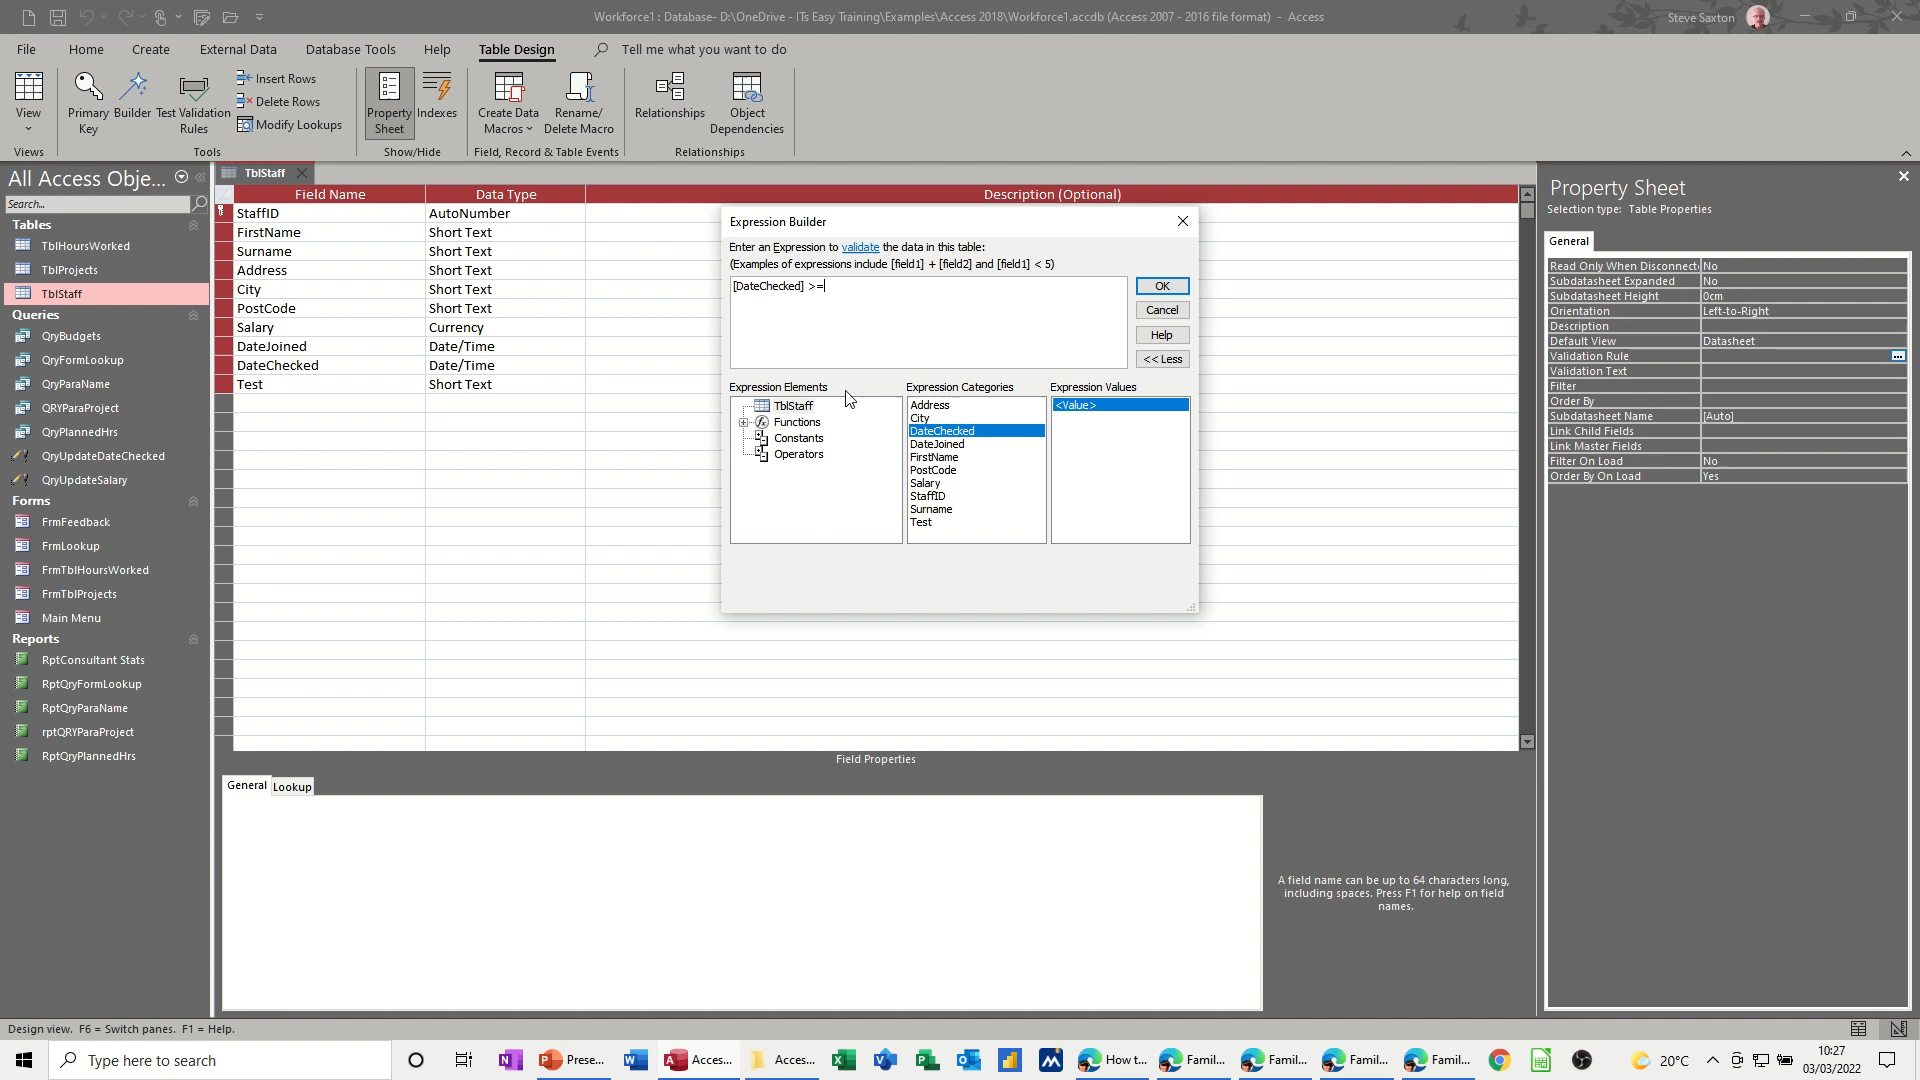 Workforce1 : Database- D:\OneDrive - ITs Easy Training\Examples\Access 2018\Workforce1.accdb (Access 2007 - 2016 file format) - Access
Steve Saxton
File Home Create External Data Database Tools Help Table Design Tell me what you want to do
View
Primary Key
Builder
Test Validation Rules
Insert Rows
Delete Rows
Modify Lookups
Property Sheet
Indexes
Create Data Macros
Rename/ Delete Macro
Relationships
Object Dependencies
Views Tools Show/Hide Field, Record & Table Events Relationships
All Access Obje...
Search...
Tables
TblHoursWorked
TblProjects
TblStaff
Queries
QryBudgets
QryFormLookup
QryParaName
QRYParaProject
QryPlannedHrs
QryUpdateDateChecked
QryUpdateSalary
Forms
FrmFeedback
FrmLookup
FrmTblHoursWorked
FrmTblProjects
Main Menu
Reports
RptConsultant Stats
RptQryFormLookup
RptQryParaName
rptQRYParaProject
RptQryPlannedHrs
TblStaff
Field Name Data Type Description (Optional)
StaffID AutoNumber
FirstName Short Text
Surname Short Text
Address Short Text
City Short Text
PostCode Short Text
Salary Currency
DateJoined Date/Time
DateChecked Date/Time
Test Short Text
Expression Builder
Enter an Expression to validate the data in this table:
(Examples of expressions include [field1] + [field2] and [field1] < 5)
[DateChecked] >=
OK
Cancel
Help
<< Less
Expression Elements
TblStaff
Functions
Constants
Operators
Expression Categories
Address
City
DateChecked
DateJoined
FirstName
PostCode
Salary
StaffID
Surname
Test
Expression Values
<Value>
Field Properties
General Lookup
A field name can be up to 64 characters long,
including spaces. Press F1 for help on field
names.
Property Sheet
Selection type: Table Properties
General
Read Only When Disconnect No
Subdatasheet Expanded No
Subdatasheet Height 0cm
Orientation Left-to-Right
Description
Default View Datasheet
Validation Rule ...
Validation Text
Filter
Order By
Subdatasheet Name [Auto]
Link Child Fields
Link Master Fields
Filter On Load No
Order By On Load Yes
Design view. F6 = Switch panes. F1 = Help.
Type here to search
Prese...
Acces...
Acces...
How t...
Famil...
Famil...
Famil...
Famil...
20°C
10:27
03/03/2022